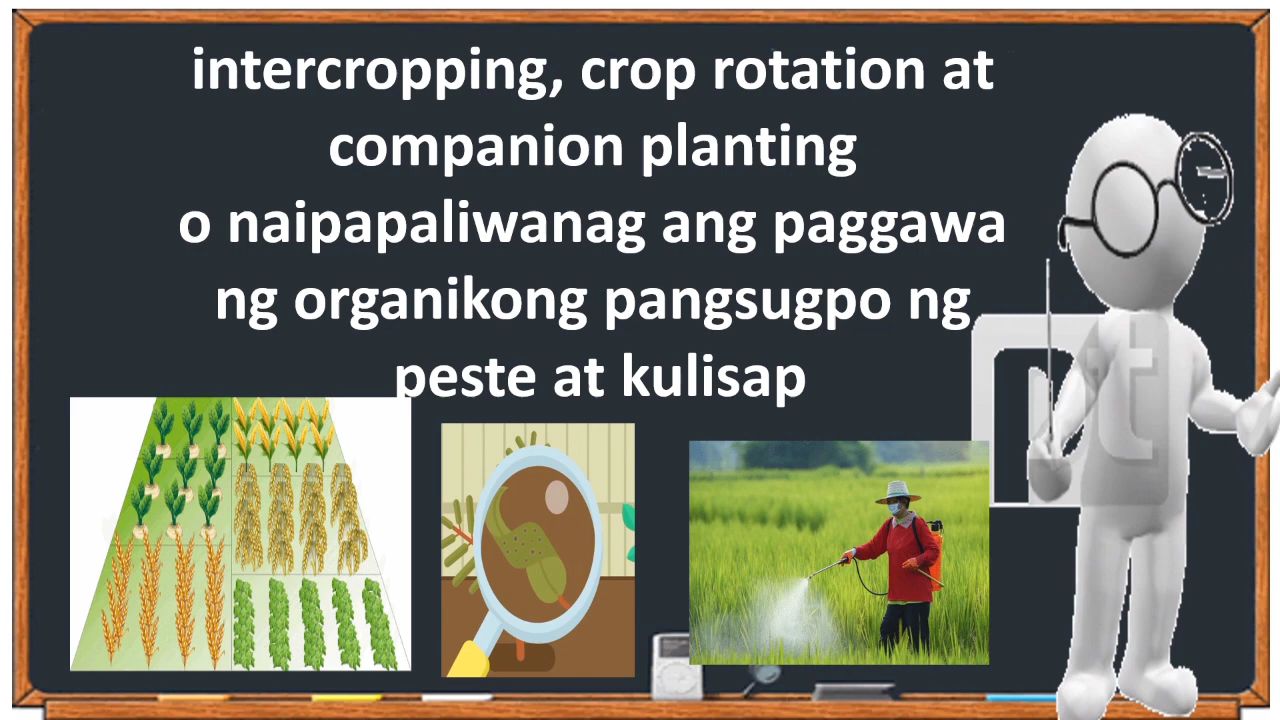 intercropping, crop rotation at
companion planting
o naipapaliwanag ang paggawa
ng organikong pangsugpo ng
peste at kulisap